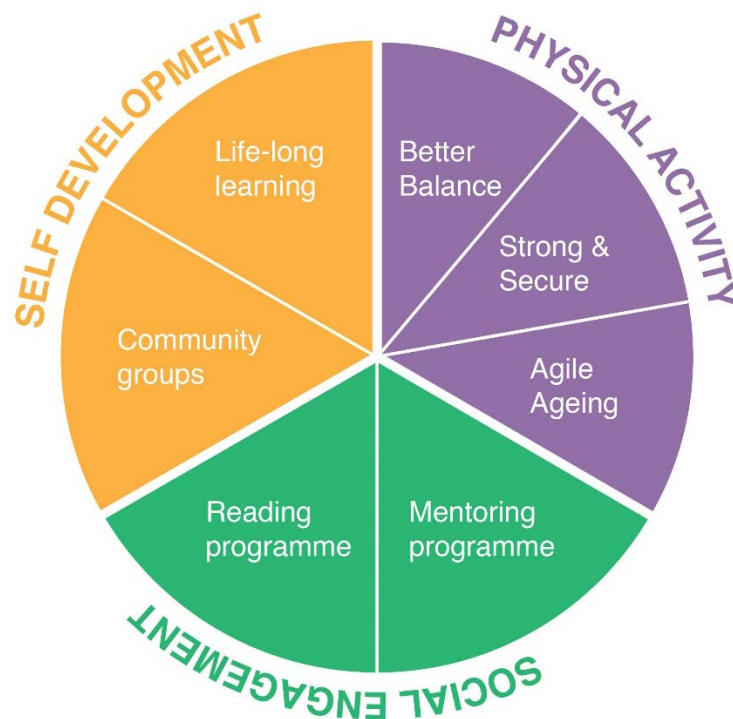 SELF DEVELOPMENT
PHYSICAL ACTIVITY
Life-long
learning
Better
Balance
Strong &
Secure
Community
groups
Agile
Ageing
Reading
programme
Mentoring
programme
SOCIAL ENGAGEMENT